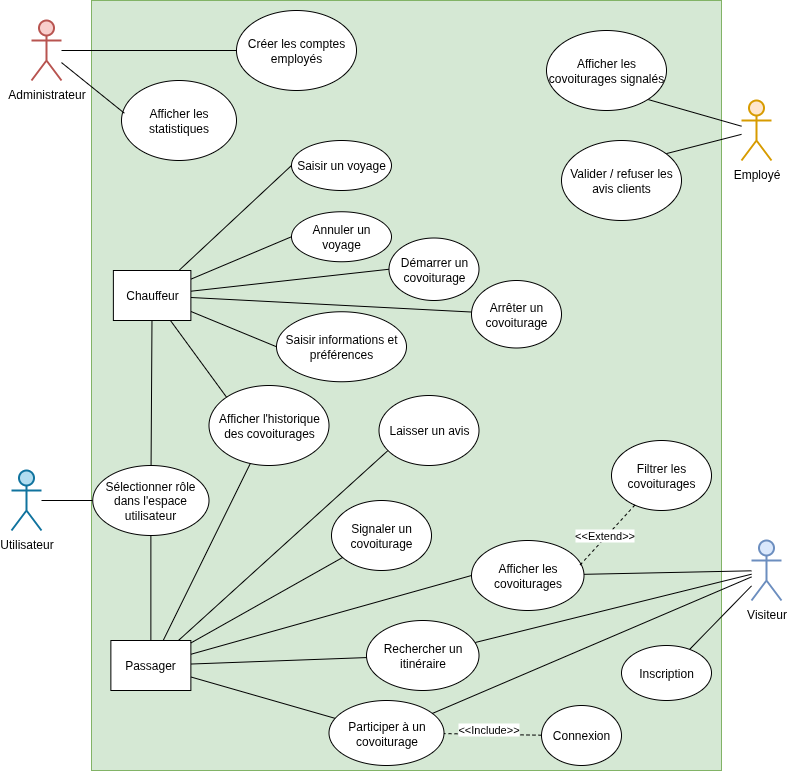 Administrateur
Créer les comptes
employés
Afficher les
statistiques
Afficher les
covoiturages signalés
Employé
Valider / refuser les
avis clients
Saisir un voyage
Annuler un
voyage
Démarrer un
covoiturage
Chauffeur
Arrêter un
covoiturage
Saisir informations et
préférences
Afficher l'historique
des covoiturages
Laisser un avis
Filtrer les
covoiturages
Sélectionner rôle
dans l'espace
utilisateur
Utilisateur
Signaler un
covoiturage
<<Extend>>
Afficher les
covoiturages
Visiteur
Rechercher un
itinéraire
Passager
Inscription
Participer à un
covoiturage
<<Include>>
Connexion